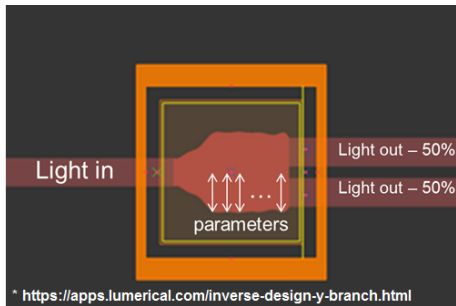 Light in
Light out – 50%
Light out – 50%
...
parameters
* https://apps.lumerical.com/inverse-design-y-branch.html